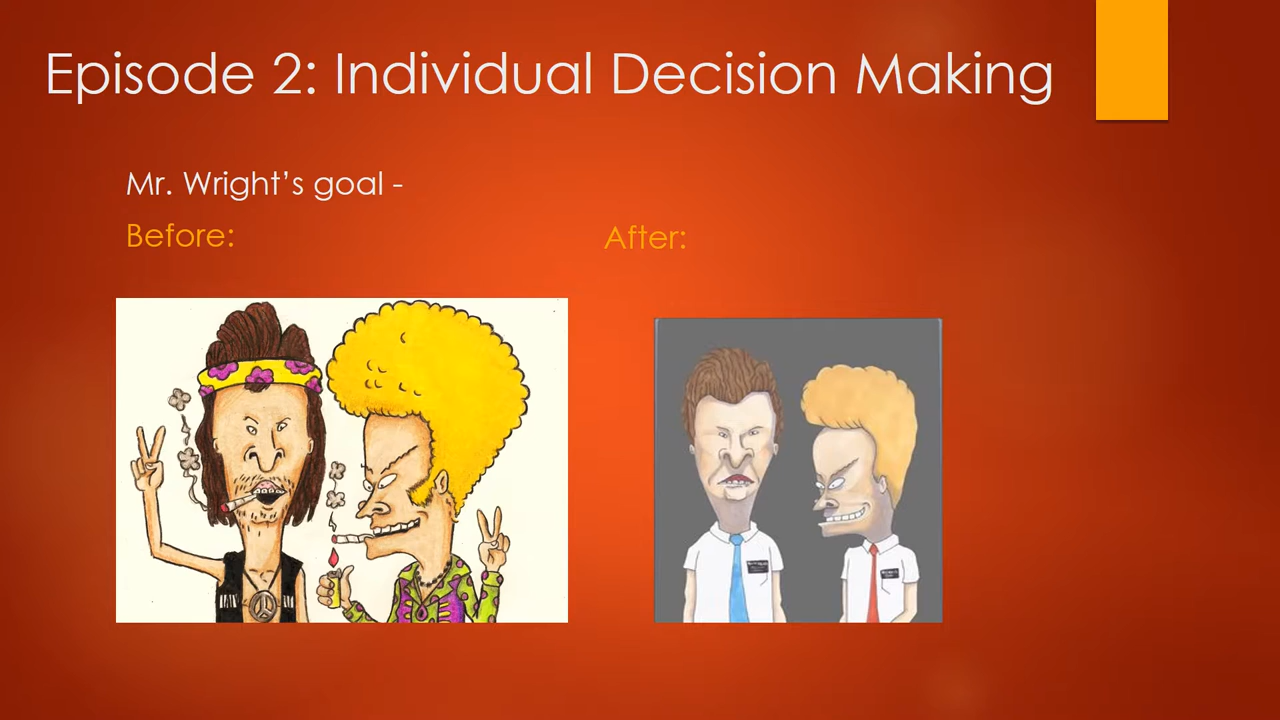 Episode 2: Individual Decision Making
Mr. Wright’s goal -
Before:
After: